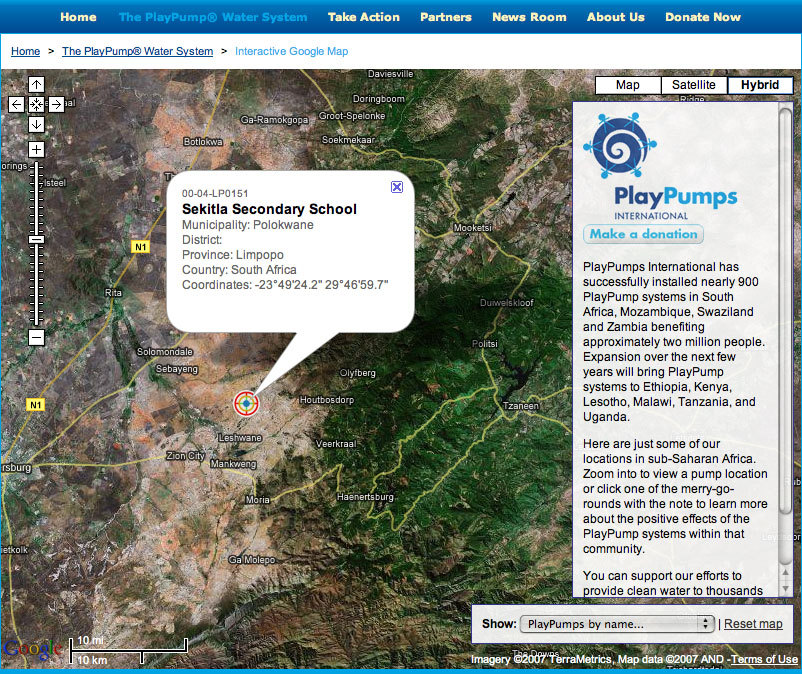 Home The PlayPump® Water System Take Action Partners News Room About Us Donate Now
Home > The PlayPump® Water System > Interactive Google Map
Map Satellite Hybrid
Daviesville
Doringboom
Ga-Ramokgopa
Groot-Spelonke
Soekmekaar
Botlokwa
Ridge
00-04-LP0151
Sekitla Secondary School
Municipality: Polokwane
District:
Province: Limpopo
Country: South Africa
Coordinates: -23°49'24.2" 29°46'59.7"
Mooketsi
N1
Rita
Duiwelskloof
Politsi
Solomondale
Sebayeng
Olyfberg
N1
Houtbosdorp
Tzaneen
Leshwane
Veerkraal
Zion City
Mankweng
Moria
Haenertsburg
Ga Molepo
PlayPumps
INTERNATIONAL
Make a donation
PlayPumps International has
successfully installed nearly 900
PlayPump systems in South
Africa, Mozambique, Swaziland
and Zambia benefiting
approximately two million people.
Expansion over the next few
years will bring PlayPump
systems to Ethiopia, Kenya,
Lesotho, Malawi, Tanzania, and
Uganda.
Here are just some of our
locations in sub-Saharan Africa.
Zoom into to view a pump location
or click one of the merry-go-
rounds with the note to learn more
about the positive effects of the
PlayPump systems within that
community.
You can support our efforts to
provide clean water to thousands
Show: PlayPumps by name... | Reset map
Google
10 mi
10 km
The Downs
Imagery ©2007 TerraMetrics, Map data ©2007 AND - Terms of Use